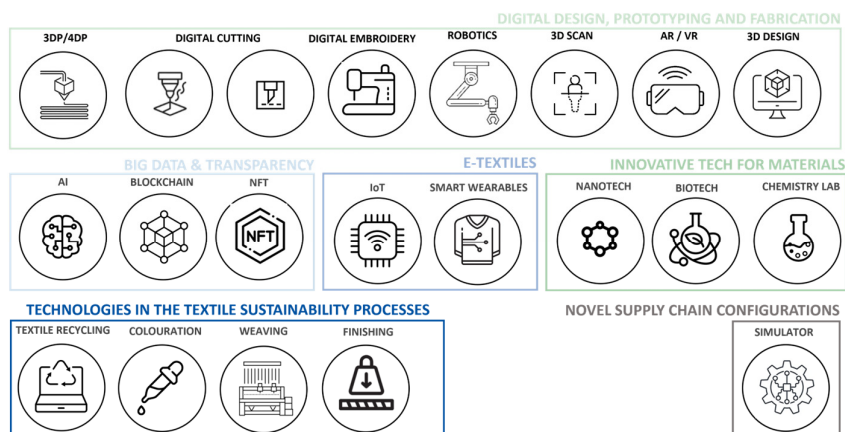 DIGITAL DESIGN, PROTOTYPING AND FABRICATION
3DP/4DP DIGITAL CUTTING DIGITAL EMBROIDERY ROBOTICS 3D SCAN AR / VR 3D DESIGN
BIG DATA & TRANSPARENCY E-TEXTILES INNOVATIVE TECH FOR MATERIALS
AI BLOCKCHAIN NFT IoT SMART WEARABLES NANOTECH BIOTECH CHEMISTRY LAB
NFT
TECHNOLOGIES IN THE TEXTILE SUSTAINABILITY PROCESSES NOVEL SUPPLY CHAIN CONFIGURATIONS
TEXTILE RECYCLING COLOURATION WEAVING FINISHING SIMULATOR